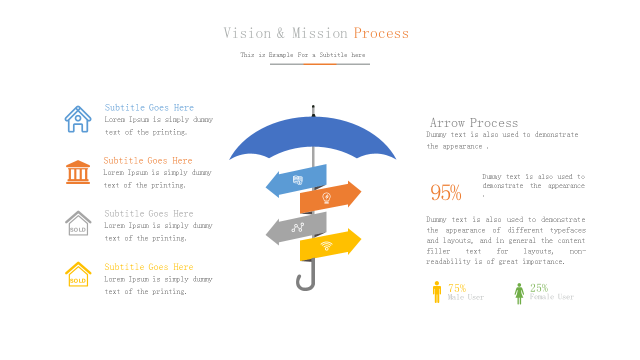 Vision & Mission Process
This is Example For a Subtitle here
Subtitle Goes Here
Lorem Ipsum is simply dummy
text of the printing.
Subtitle Goes Here
Lorem Ipsum is simply dummy
text of the printing.
SOLD
Subtitle Goes Here
Lorem Ipsum is simply dummy
text of the printing.
SOLD
Subtitle Goes Here
Lorem Ipsum is simply dummy
text of the printing.
Arrow Process
Dummy text is also used to demonstrate
the appearance .
95%
Dummy text is also used to
demonstrate the appearance
.
Dummy text is also used to demonstrate
the appearance of different typefaces
and layouts, and in general the content
filler text for layouts, non-
readability is of great importance.
75%
Male User
25%
Female User